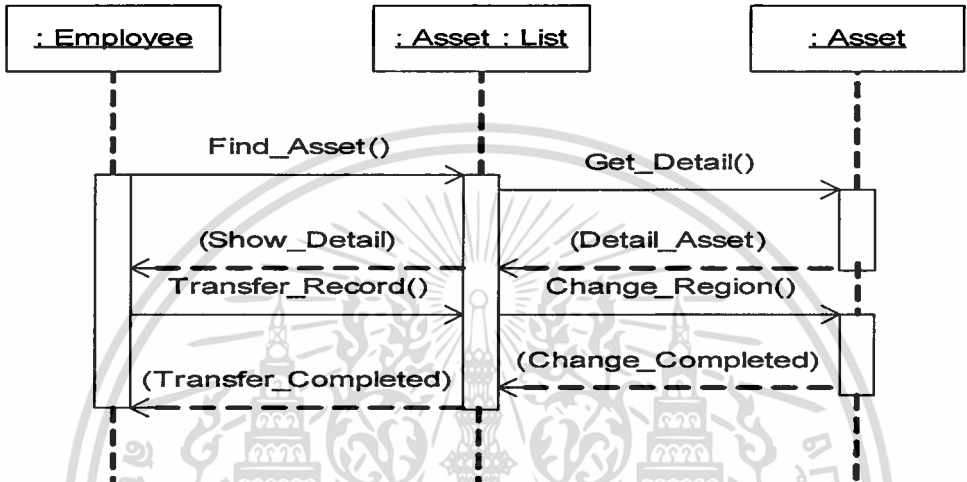 : Employee
: Asset : List
: Asset
Find_Asset()
Get_Detail()
(Show_Detail)
(Detail_Asset)
Transfer_Record()
Change_Region()
(Change_Completed)
(Transfer_Completed)